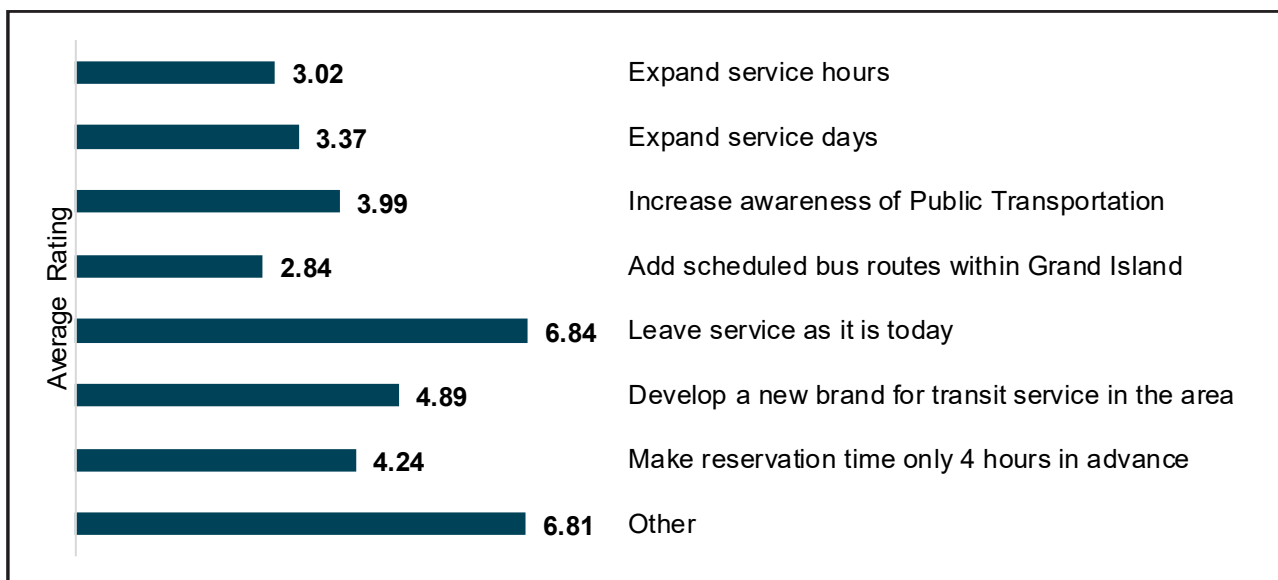 Average Rating
3.02 Expand service hours
3.37 Expand service days
3.99 Increase awareness of Public Transportation
2.84 Add scheduled bus routes within Grand Island
6.84 Leave service as it is today
4.89 Develop a new brand for transit service in the area
4.24 Make reservation time only 4 hours in advance
6.81 Other